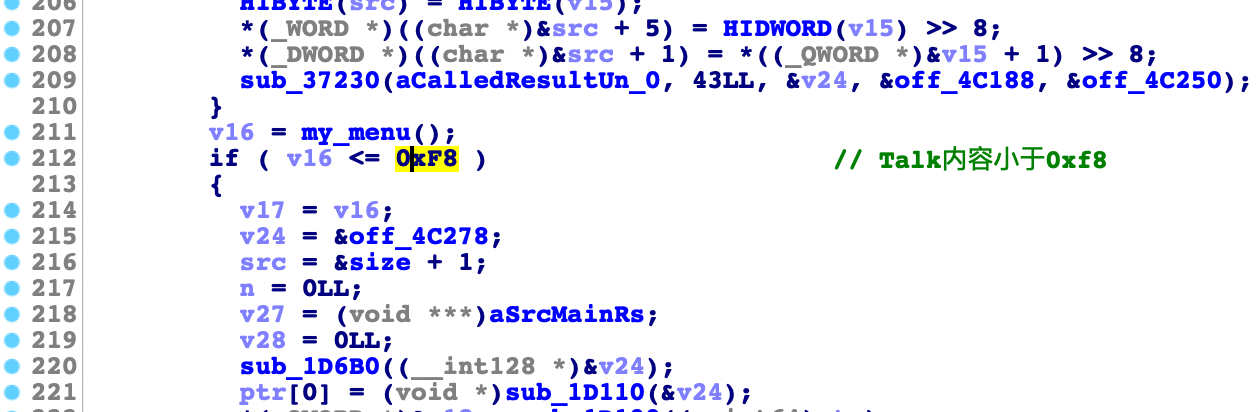 206 HIBYTE(src) = HIBYTE(v15);
207 *(_WORD *)((char *)&src + 5) = HIDWORD(v15) >> 8;
208 *(_DWORD *)((char *)&src + 1) = *((_QWORD *)&v15 + 1) >> 8;
209 sub_37230(aCalledResultUn_0, 43LL, &v24, &off_4C188, &off_4C250);
210 }
211 v16 = my_menu();
212 if ( v16 <= 0xF8 ) // Talk内容小于0xf8
213 {
214 v17 = v16;
215 v24 = &off_4C278;
216 src = &size + 1;
217 n = 0LL;
218 v27 = (void ***)aSrcMainRs;
219 v28 = 0LL;
220 sub_1D6B0((__int128 *)&v24);
221 ptr[0] = (void *)sub_1D110(&v24);